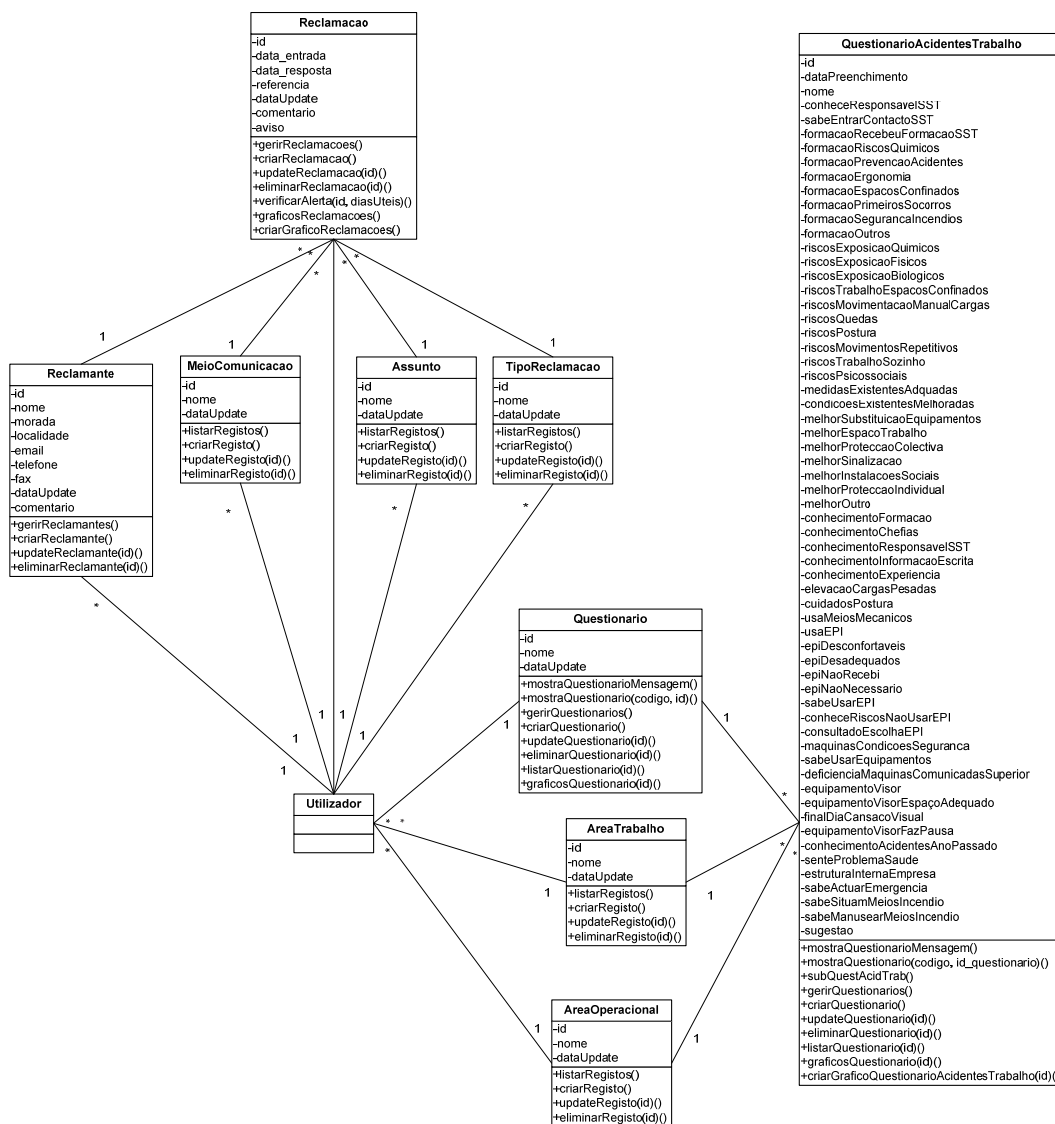 Reclamacao
-id
-data_entrada
-data_resposta
-referencia
-dataUpdate
-comentario
-aviso
+gerirReclamacoes()
+criarReclamacao()
+updateReclamacao(id)()
+eliminarReclamacao(id)()
+verificarAlerta(id, diasUteis)()
+graficosReclamacoes()
+criarGraficoReclamacoes()
* * * * *
1 1 1 1
Reclamante
-id
-nome
-morada
-localidade
-email
-telefone
-fax
-dataUpdate
-comentario
+gerirReclamantes()
+criarReclamante()
+updateReclamante(id)()
+eliminarReclamante(id)()
*
MeioComunicacao
-id
-nome
-dataUpdate
+listarRegistos()
+criarRegisto()
+updateRegisto(id)()
+eliminarRegisto(id)()
*
Assunto
-id
-nome
-dataUpdate
+listarRegistos()
+criarRegisto()
+updateRegisto(id)()
+eliminarRegisto(id)()
*
TipoReclamacao
-id
-nome
-dataUpdate
+listarRegistos()
+criarRegisto()
+updateRegisto(id)()
+eliminarRegisto(id)()
*
1 1 1 1 1
Utilizador
* * *
Questionario
-id
-nome
-dataUpdate
+mostraQuestionarioMensagem()
+mostraQuestionario(codigo, id)()
+gerirQuestionarios()
+criarQuestionario()
+updateQuestionario(id)()
+eliminarQuestionario(id)()
+listarQuestionario(id)()
+graficosQuestionario(id)()
1 1
AreaTrabalho
-id
-nome
-dataUpdate
+listarRegistos()
+criarRegisto()
+updateRegisto(id)()
+eliminarRegisto(id)()
1 1
AreaOperacional
-id
-nome
-dataUpdate
+listarRegistos()
+criarRegisto()
+updateRegisto(id)()
+eliminarRegisto(id)()
1 1
* * *
QuestionarioAcidentesTrabalho
-id
-dataPreenchimento
-nome
-conheceResponsavelSST
-sabeEntrarContactoSST
-formacaoRecebeuFormacaoSST
-formacaoRiscosQuimicos
-formacaoPrevencaoAcidentes
-formacaoErgonomia
-formacaoEspacosConfinados
-formacaoPrimeirosSocorros
-formacaoSegurancaIncendios
-formacaoOutros
-riscosExposicaoQuimicos
-riscosExposicaoFisicos
-riscosExposicaoBiologicos
-riscosTrabalhoEspacosConfinados
-riscosMovimentacaoManualCargas
-riscosQuedas
-riscosPostura
-riscosMovimentosRepetitivos
-riscosTrabalhoSozinho
-riscosPsicossociais
-medidasExistentesAdquadas
-condicoesExistentesMelhoradas
-melhorSubstituicaoEquipamentos
-melhorEspacoTrabalho
-melhorProteccaoColectiva
-melhorSinalizacao
-melhorInstalacoesSociais
-melhorProteccaoIndividual
-melhorOutro
-conhecimentoFormacao
-conhecimentoChefias
-conhecimentoResponsavelSST
-conhecimentoInformacaoEscrita
-conhecimentoExperiencia
-elevacaoCargasPesadas
-cuidadosPostura
-usaMeiosMecanicos
-usaEPI
-epiDesconfortaveis
-epiDesadequados
-epiNaoRecebi
-epiNaoNecessario
-sabeUsarEPI
-conheceRiscosNaoUsarEPI
-consultadoEscolhaEPI
-maquinasCondicoesSeguranca
-sabeUsarEquipamentos
-deficienciaMaquinasComunicadasSuperior
-equipamentoVisor
-equipamentoVisorEspaçoAdequado
-finalDiaCansacoVisual
-equipamentoVisorFazPausa
-conhecimentoAcidentesAnoPassado
-senteProblemaSaude
-estruturaInternaEmpresa
-sabeActuarEmergencia
-sabeSituamMeiosIncendio
-sabeManusearMeiosIncendio
-sugestao
+mostraQuestionarioMensagem()
+mostraQuestionario(codigo, id_questionario)()
+subQuestAcidTrab()
+gerirQuestionarios()
+criarQuestionario()
+updateQuestionario(id)()
+eliminarQuestionario(id)()
+listarQuestionario(id)()
+graficosQuestionario(id)()
+criarGraficoQuestionarioAcidentesTrabalho(id)()